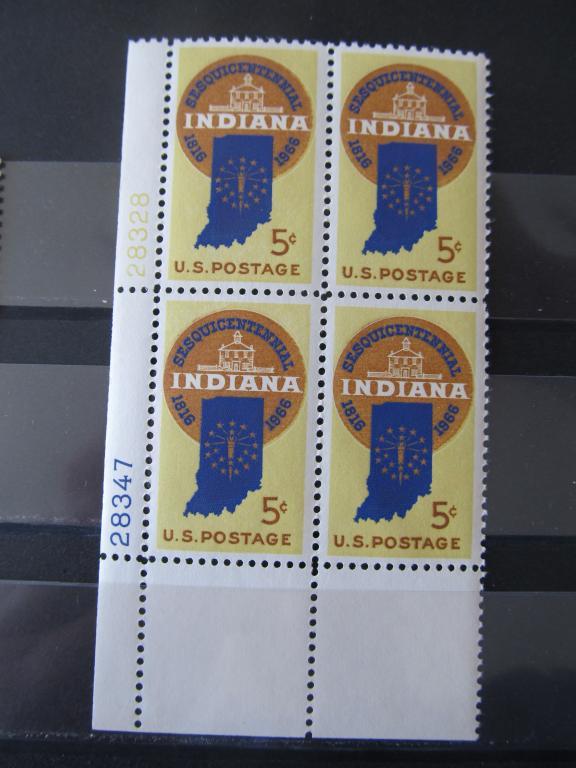 SESQUICENTENNIAL
INDIANA
1816 1966
5¢
U.S. POSTAGE
SESQUICENTENNIAL
INDIANA
1816 1966
5¢
U.S. POSTAGE
28328
SESQUICENTENNIAL
INDIANA
1816 1966
5¢
U.S. POSTAGE
SESQUICENTENNIAL
INDIANA
1816 1966
5¢
U.S. POSTAGE
28347